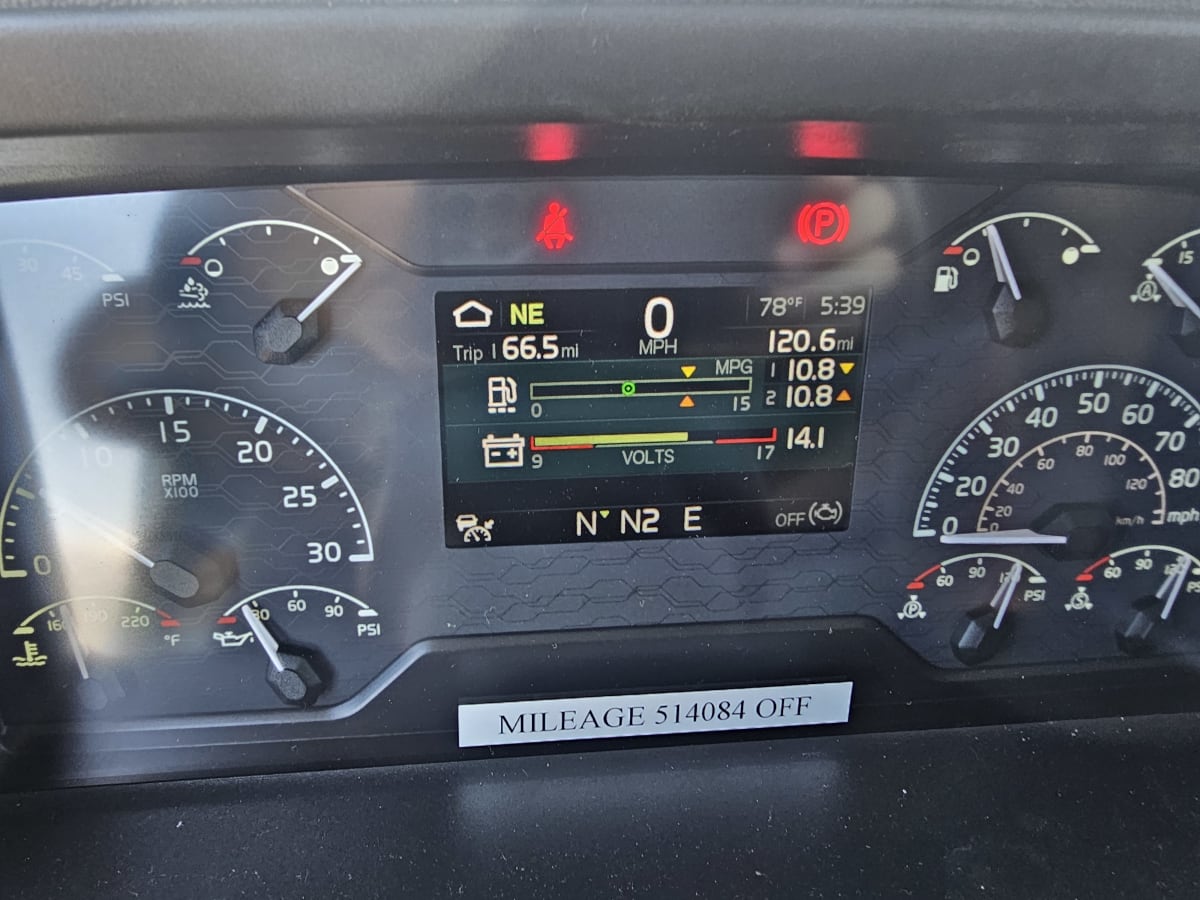 30 45 PSI
NE 0 MPH 78°F 5:39
Trip 1 66.5mi 120.6mi
MPG 1 10.8
0 15 2 10.8
14.1
9 VOLTS 17
N N2 E OFF
10 15 20 25 30 0
RPM X100
160 190 220 °F
30 60 90 PSI
15
0 20 30 40 50 60 70 80 mph
0 20 40 60 80 100 120 km/h
60 90 PSI
60 90
P
A
MILEAGE 514084 OFF